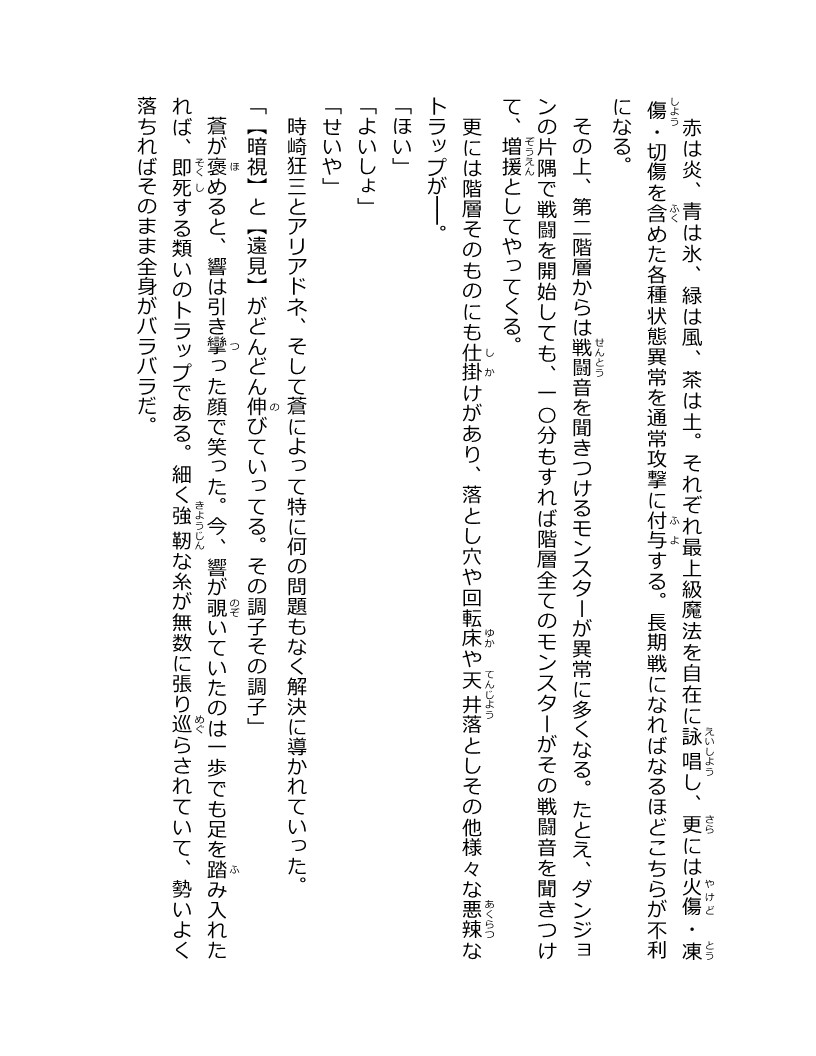 赤は炎、青は氷、緑は風、茶は土。それぞれ最上級魔法を自在に詠唱し、更には火傷・凍
傷・切傷を含めた各種状態異常を通常攻撃に付与する。長期戦になればなるほどこちらが不利
になる。
その上、第二階層からは戦闘音を聞きつけるモンスターが異常に多くなる。たとえ、ダンジョ
ンの片隅で戦闘を開始しても、一〇分もすれば階層全てのモンスターがその戦闘音を聞きつけ
て、増援としてやってくる。
更には階層そのものにも仕掛けがあり、落とし穴や回転床や天井落としその他様々な悪辣な
トラップが――。
「ほい」
「よいしょ」
「せいや」
時崎狂三とアリアドネ、そして蒼によって特に何の問題もなく解決に導かれていった。
「【暗視】と【遠見】がどんどん伸びていってる。その調子その調子」
蒼が褒めると、響は引き攣った顔で笑った。今、響が覗いていたのは一歩でも足を踏み入れた
れば、即死する類いのトラップである。細く強靭な糸が無数に張り巡らされていて、勢いよく
落ちればそのまま全身がバラバラだ。